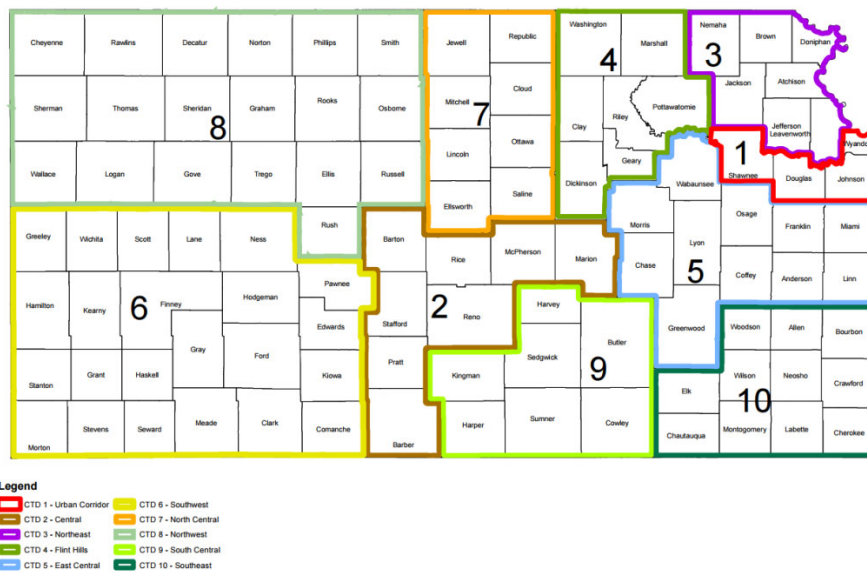 Cheyenne Rawlins Decatur Norton Phillips Smith Jewell Republic Washington Marshall Nemaha Brown Doniphan
4 3
Sherman Thomas Sheridan Graham Rooks Osborne Mitchell Cloud Clay Riley Pottawatomie Jackson Atchison
8 7
Jefferson Leavenworth
Lincoln Ottawa Geary 1 Wyando
Wallace Logan Gove Trego Ellis Russell Ellsworth Saline Dickinson Wabaunsee Shawnee Douglas Johnson
Rush Barton Rice McPherson Marion Morris Lyon Osage Franklin Miami
Greeley Wichita Scott Lane Ness
Chase 5 Coffey Anderson Linn
Hamilton Kearny 6 Finney Hodgeman Pawnee Stafford 2 Reno Harvey Butler Greenwood Woodson Allen Bourbon
Gray Ford Edwards
Stanton Grant Haskell Kiowa Pratt Kingman Sedgwick 9 Elk Wilson Neosho Crawford
10
Morton Stevens Seward Meade Clark Comanche Barber Harper Sumner Cowley Chautauqua Montgomery Labette Cherokee
Legend
CTD 1 - Urban Corridor CTD 6 - Southwest
CTD 2 - Central CTD 7 - North Central
CTD 3 - Northeast CTD 8 - Northwest
CTD 4 - Flint Hills CTD 9 - South Central
CTD 5 - East Central CTD 10 - Southeast